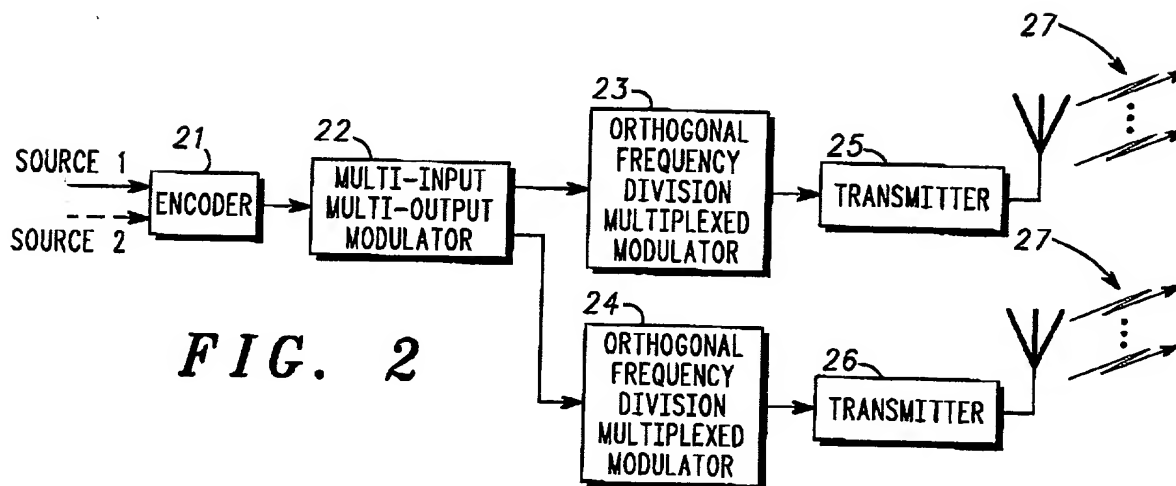 27
23
ORTHOGONAL
FREQUENCY
DIVISION
MULTIPLEXED
MODULATOR
21
22
25
SOURCE 1
ENCODER
MULTI-INPUT
MULTI-OUTPUT
MODULATOR
TRANSMITTER
SOURCE 2
27
24
ORTHOGONAL
FREQUENCY
DIVISION
MULTIPLEXED
MODULATOR
26
TRANSMITTER
FIG. 2